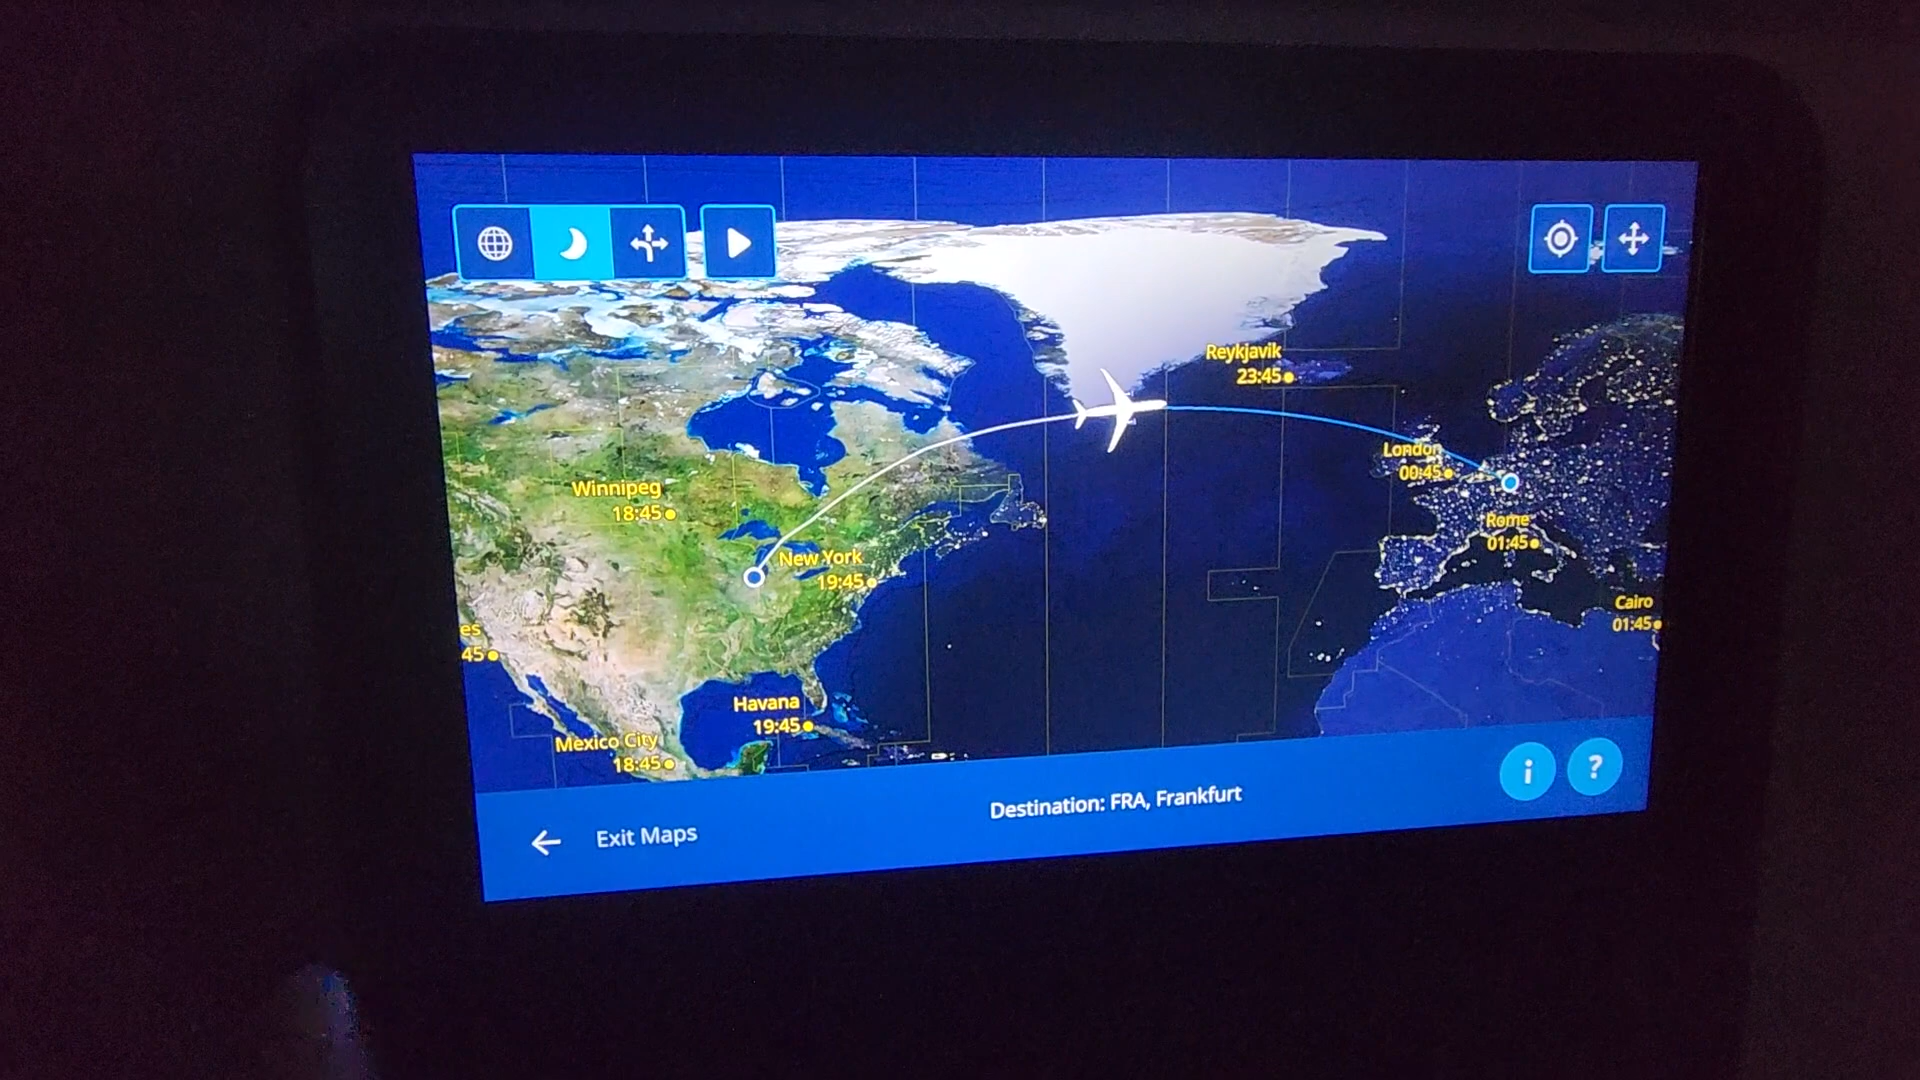 Reykjavik
23:45
London
00:45
Winnipeg
18:45
Rome
01:45
New York
19:45
Cairo
01:45
es
45
Havana
19:45
Mexico City
18:45
Destination: FRA, Frankfurt
i
?
Exit Maps